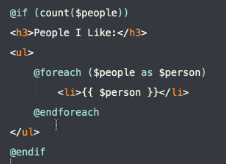 @if (count($people))
<h3>People I Like:</h3>
<ul>
@foreach ($people as $person)
<li>{{ $person }}</li>
@endforeach
</ul>
@endif